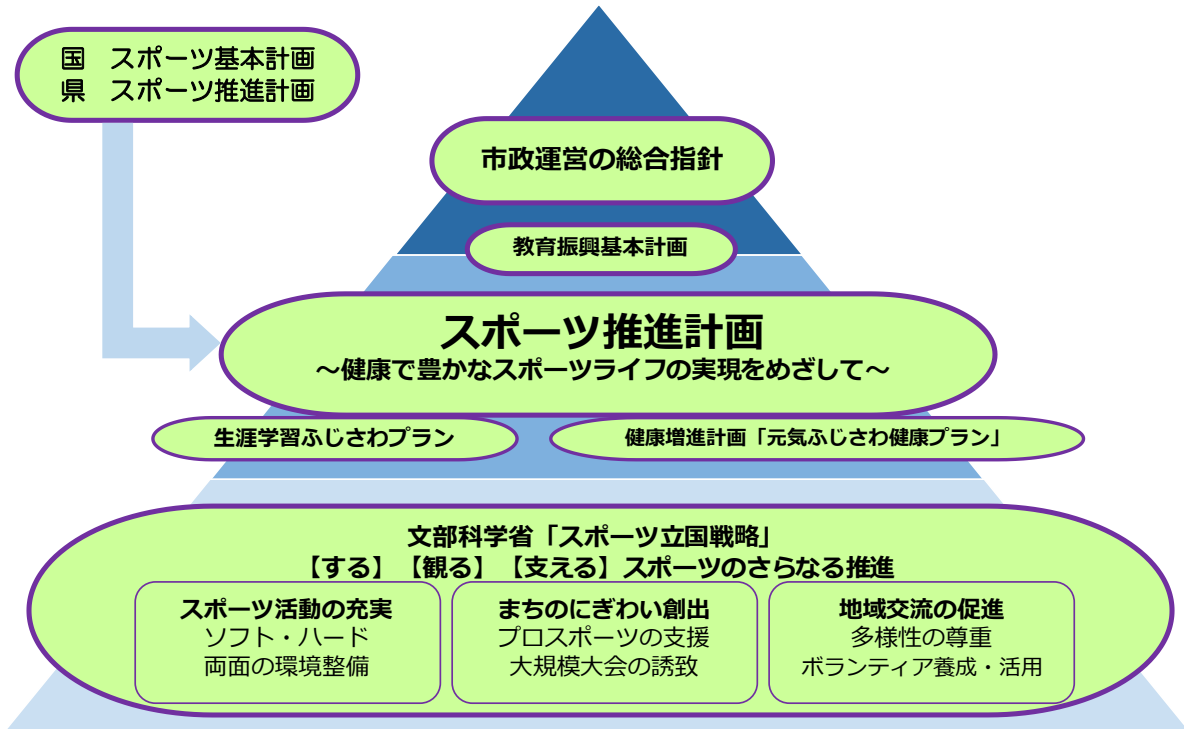 国　スポーツ基本計画
県　スポーツ推進計画
市政運営の総合指針
教育振興基本計画
スポーツ推進計画
～健康で豊かなスポーツライフの実現をめざして～
生涯学習ふじさわプラン
健康増進計画「元気ふじさわ健康プラン」
文部科学省「スポーツ立国戦略」
【する】【観る】【支える】スポーツのさらなる推進
スポーツ活動の充実
ソフト・ハード
両面の環境整備
まちのにぎわい創出
プロスポーツの支援
大規模大会の誘致
地域交流の促進
多様性の尊重
ボランティア養成・活用